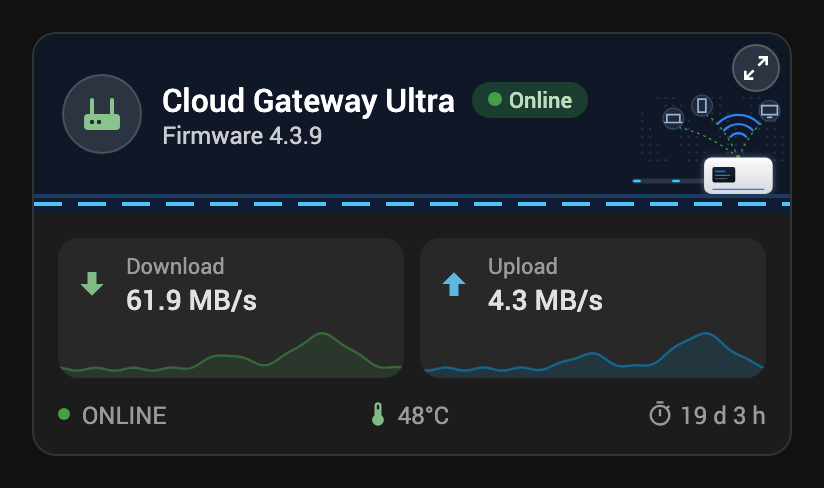 Cloud Gateway Ultra
Online
Firmware 4.3.9
Download
61.9 MB/s
Upload
4.3 MB/s
ONLINE
48°C
19 d 3 h